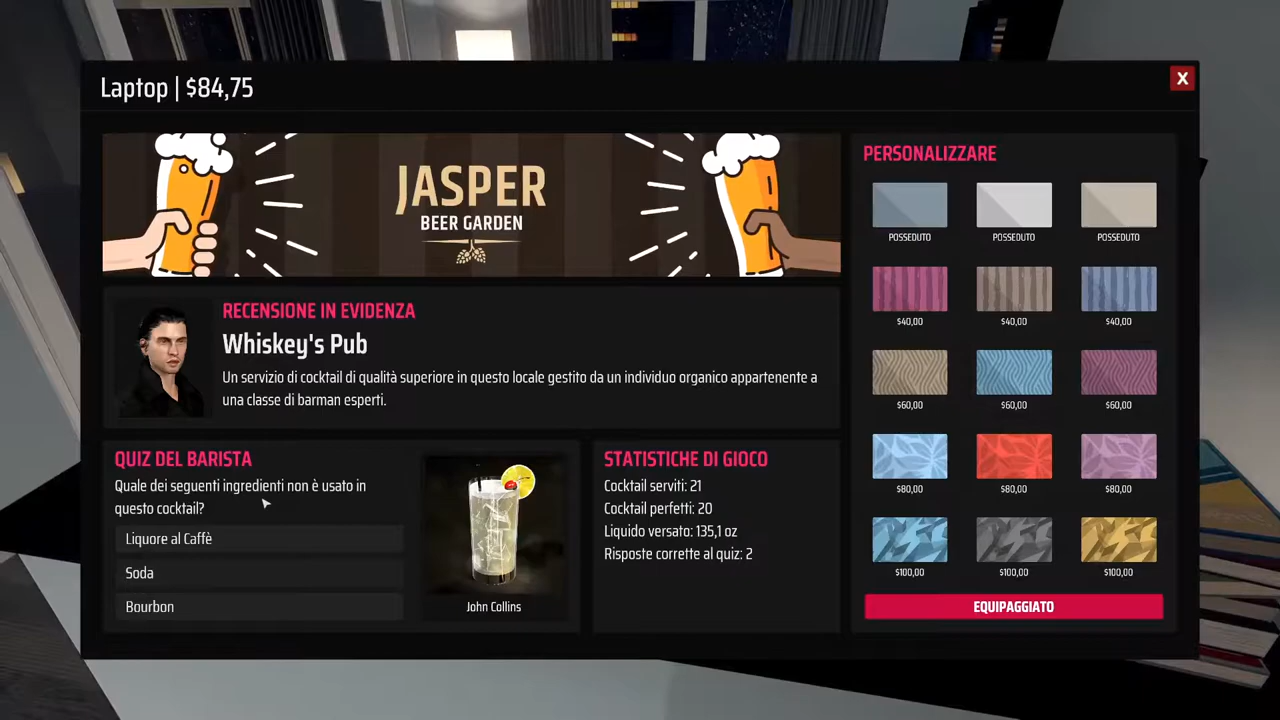 Laptop | $84,75
X
JASPER
BEER GARDEN
RECENSIONE IN EVIDENZA
Whiskey's Pub
Un servizio di cocktail di qualità superiore in questo locale gestito da un individuo organico appartenente a
una classe di barman esperti.
QUIZ DEL BARISTA
Quale dei seguenti ingredienti non è usato in
questo cocktail?
Liquore al Caffè
Soda
Bourbon
John Collins
STATISTICHE DI GIOCO
Cocktail serviti: 21
Cocktail perfetti: 20
Liquido versato: 135,1 oz
Risposte corrette al quiz: 2
PERSONALIZZARE
POSSEDUTO POSSEDUTO POSSEDUTO
$40,00 $40,00 $40,00
$60,00 $60,00 $60,00
$80,00 $80,00 $80,00
$100,00 $100,00 $100,00
EQUIPAGGIATO